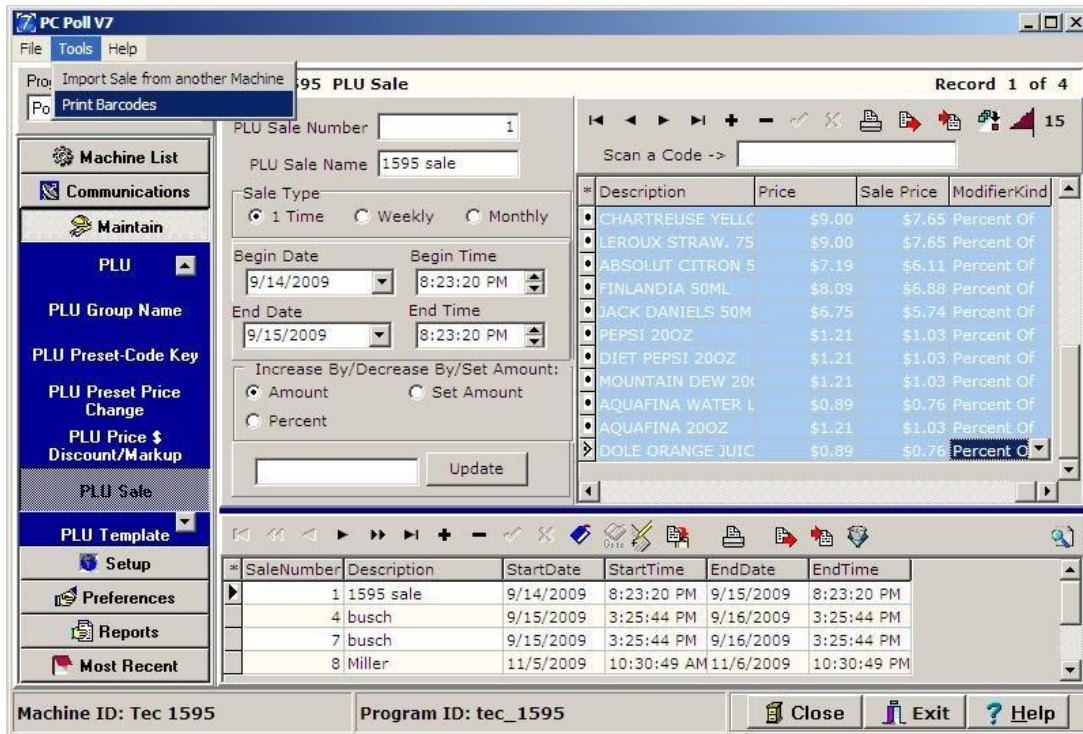 PC Poll V7
File Tools Help
Import Sale from another Machine
Print Barcodes
95 PLU Sale
Record 1 of 4
Machine List
Communications
Maintain
PLU
PLU Group Name
PLU Preset-Code Key
PLU Preset Price
Change
PLU Price $
Discount/Markup
PLU Sale
PLU Template
Setup
Preferences
Reports
Most Recent
PLU Sale Number 1
PLU Sale Name 1595 sale
Sale Type
1 Time Weekly Monthly
Begin Date Begin Time
9/14/2009 8:23:20 PM
End Date End Time
9/15/2009 8:23:20 PM
Increase By/Decrease By/Set Amount:
Amount Set Amount
Percent
Update
15
Scan a Code ->
* Description Price Sale Price ModifierKind
CHARTREUSE YELLC $9.00 $7.65 Percent Of
LEROUX STRAW. 75 $9.00 $7.65 Percent Of
ABSOLUT CITRON 5 $7.19 $6.11 Percent Of
FINLANDIA 50ML $8.09 $6.88 Percent Of
JACK DANIELS 50M $6.75 $5.74 Percent Of
PEPSI 20OZ $1.21 $1.03 Percent Of
DIET PEPSI 20OZ $1.21 $1.03 Percent Of
MOUNTAIN DEW 20( $1.21 $1.03 Percent Of
AQUAFINA WATER L $0.89 $0.76 Percent Of
AQUAFINA 20OZ $1.21 $1.03 Percent Of
DOLE ORANGE JUIC $0.89 $0.76 Percent O
* SaleNumber Description StartDate StartTime EndDate EndTime
1 1595 sale 9/14/2009 8:23:20 PM 9/15/2009 8:23:20 PM
4 busch 9/15/2009 3:25:44 PM 9/16/2009 3:25:44 PM
7 busch 9/15/2009 3:25:44 PM 9/16/2009 3:25:44 PM
8 Miller 11/5/2009 10:30:49 AM 11/6/2009 10:30:49 PM
Machine ID: Tec 1595 Program ID: tec_1595 Close Exit Help